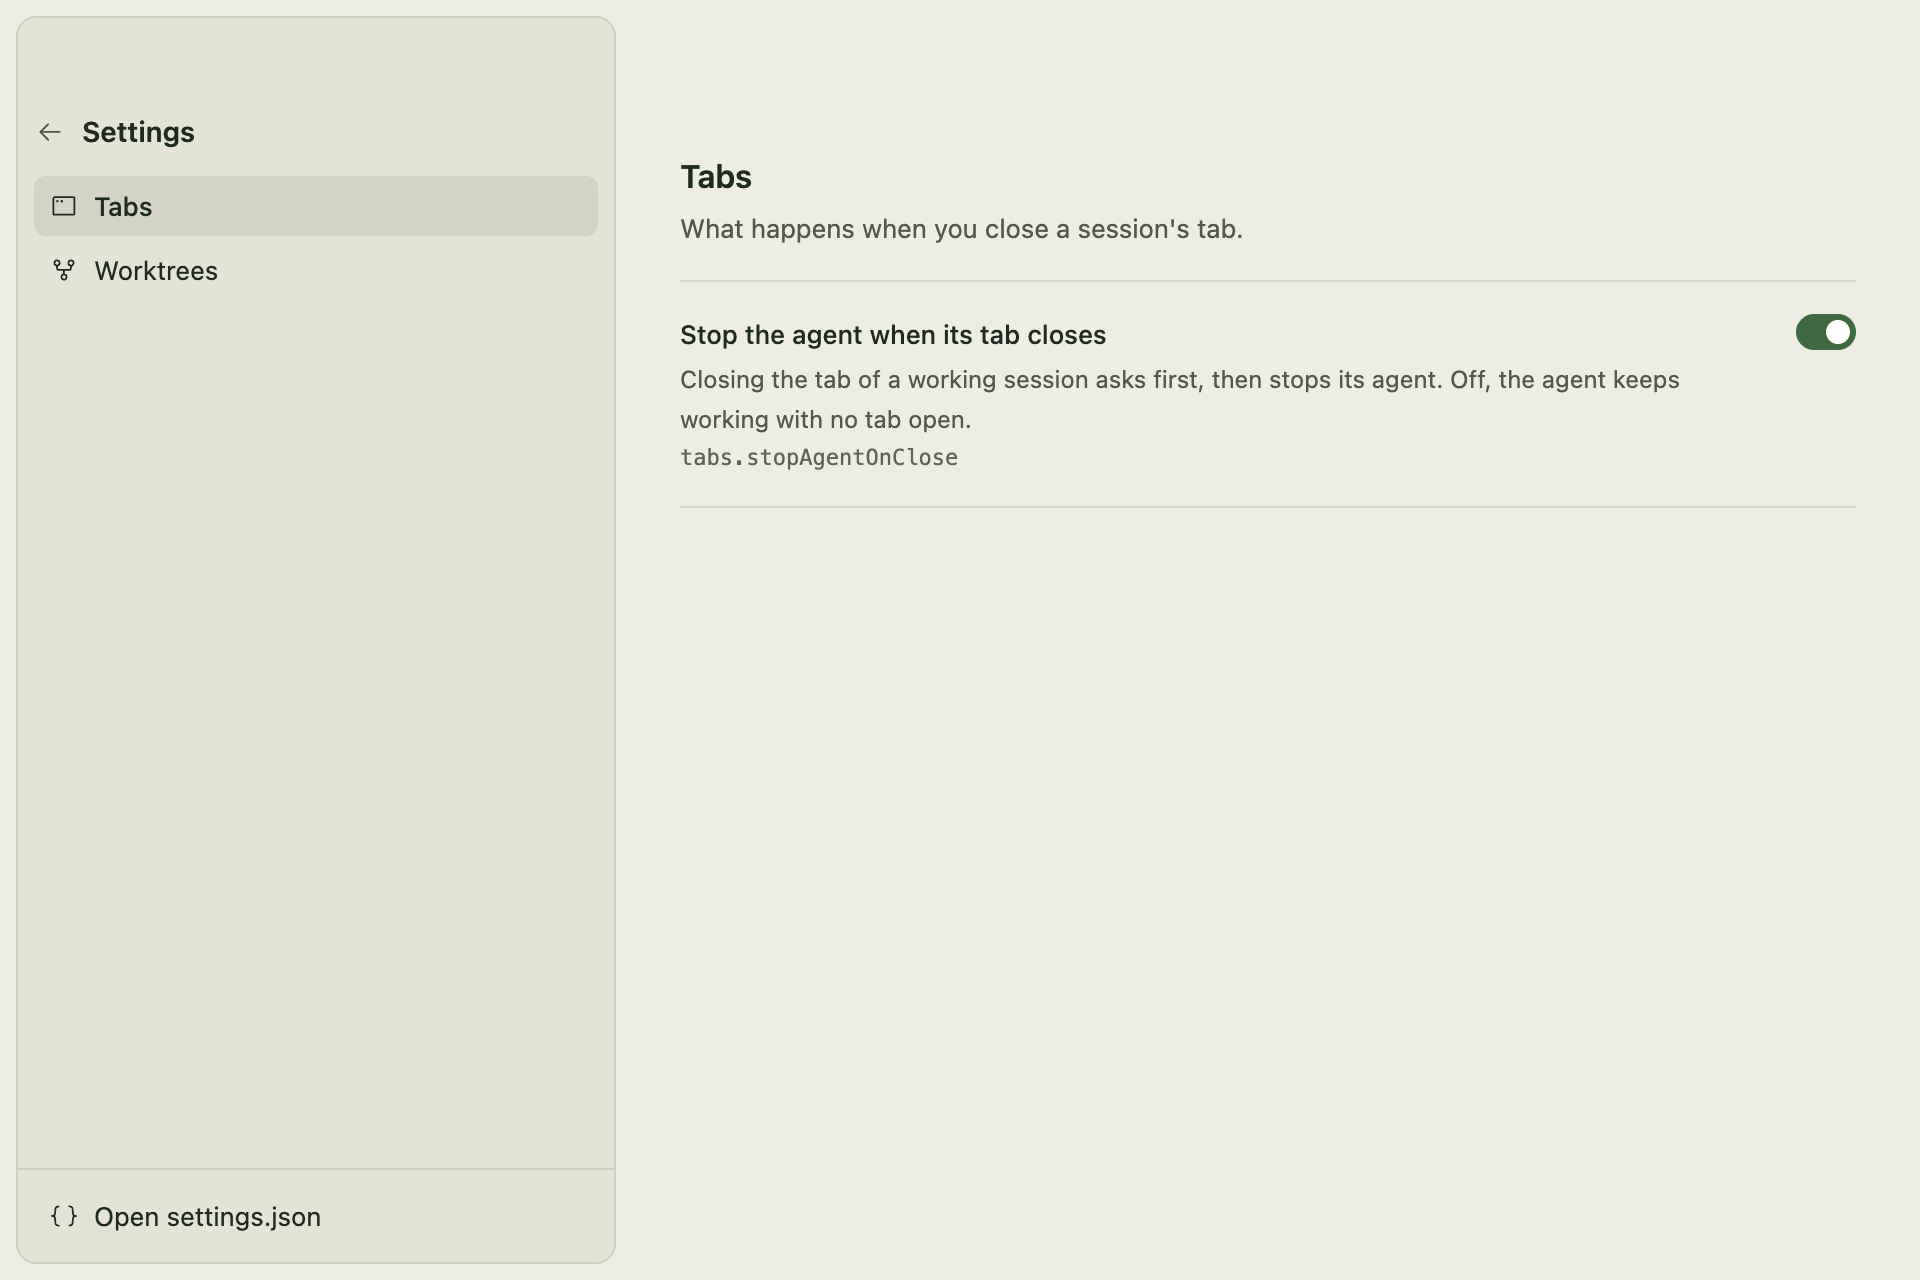 Settings
Tabs
Worktrees
Open settings.json
Tabs
What happens when you close a session's tab.
Stop the agent when its tab closes
Closing the tab of a working session asks first, then stops its agent. Off, the agent keeps
working with no tab open.
tabs.stopAgentOnClose